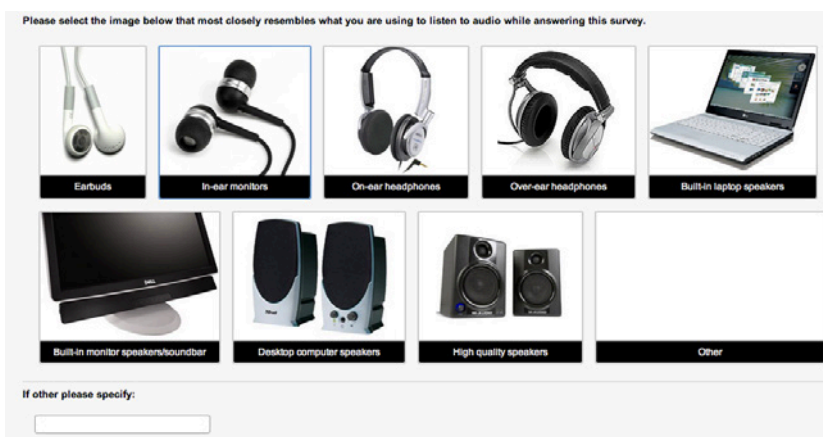 Please select the image below that most closely resembles what you are using to listen to audio while answering this survey.
Earbuds
In-ear monitors
On-ear headphones
Over-ear headphones
Built-in laptop speakers
DELL
Built-in monitor speakers/soundbar
Desktop computer speakers
High quality speakers
Other
If other please specify: